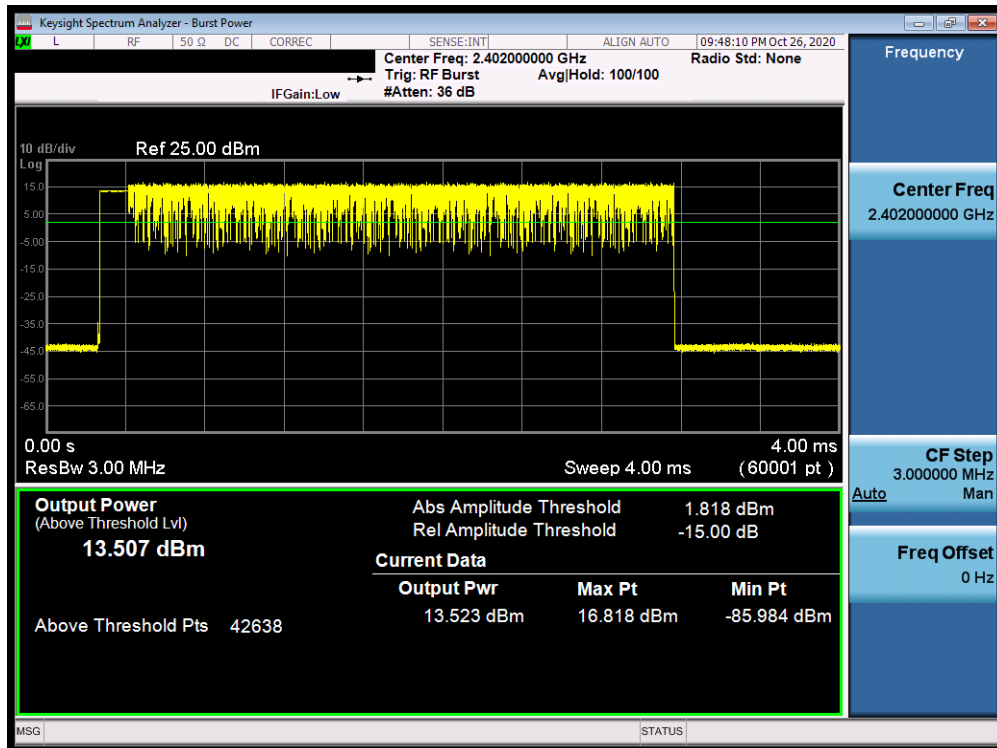 Keysight Spectrum Analyzer - Burst Power
LXI L RF 50 Ω DC CORREC SENSE:INT ALIGN AUTO 09:48:10 PM Oct 26, 2020
Center Freq: 2.402000000 GHz Radio Std: None
Trig: RF Burst Avg|Hold: 100/100
IFGain:Low #Atten: 36 dB
Frequency
10 dB/div Ref 25.00 dBm
Log
15.0
5.00
-5.00
-15.0
-25.0
-35.0
-45.0
-55.0
-65.0
0.00 s 4.00 ms
ResBw 3.00 MHz Sweep 4.00 ms (60001 pt)
Output Power
(Above Threshold Lvl)
13.507 dBm
Above Threshold Pts 42638
Abs Amplitude Threshold 1.818 dBm
Rel Amplitude Threshold -15.00 dB
Current Data
Output Pwr Max Pt Min Pt
13.523 dBm 16.818 dBm -85.984 dBm
Center Freq
2.402000000 GHz
CF Step
3.000000 MHz
Auto Man
Freq Offset
0 Hz
MSG STATUS